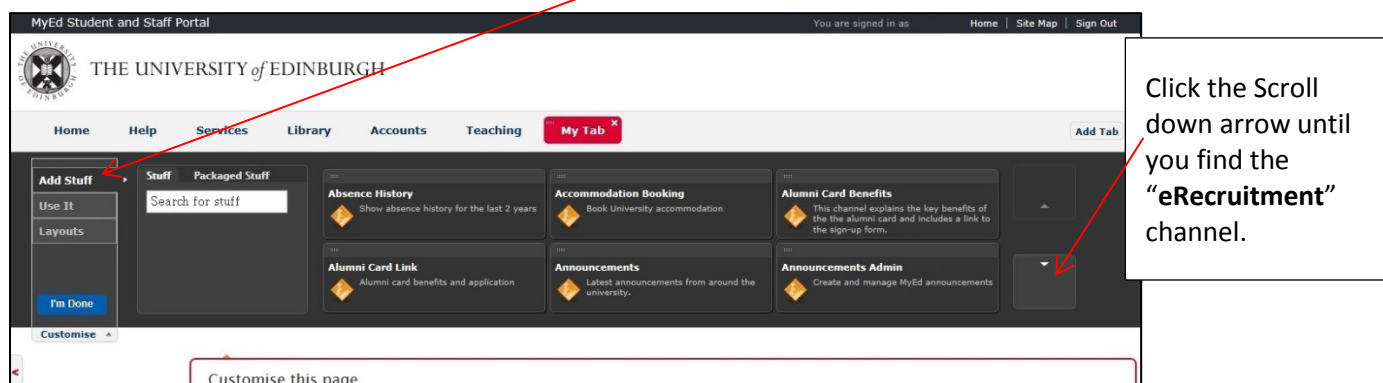 MyEd Student and Staff Portal
You are signed in as
Home | Site Map | Sign Out
THE UNIVERSITY of EDINBURGH
THE UNIVERSITY of EDINBURGH
Home Help Services Library Accounts Teaching My Tab x Add Tab
Add Stuff
Use It
Layouts
I'm Done
Customise
Stuff Packaged Stuff
Search for stuff
Absence History
Show absence history for the last 2 years
Accommodation Booking
Book University accommodation
Alumni Card Benefits
This channel explains the key benefits of
the the alumni card and includes a link to
the sign-up form.
Alumni Card Link
Alumni card benefits and application
Announcements
Latest announcements from around the
university.
Announcements Admin
Create and manage MyEd announcements
Customise this page
Click the Scroll
down arrow until
you find the
“eRecruitment”
channel.